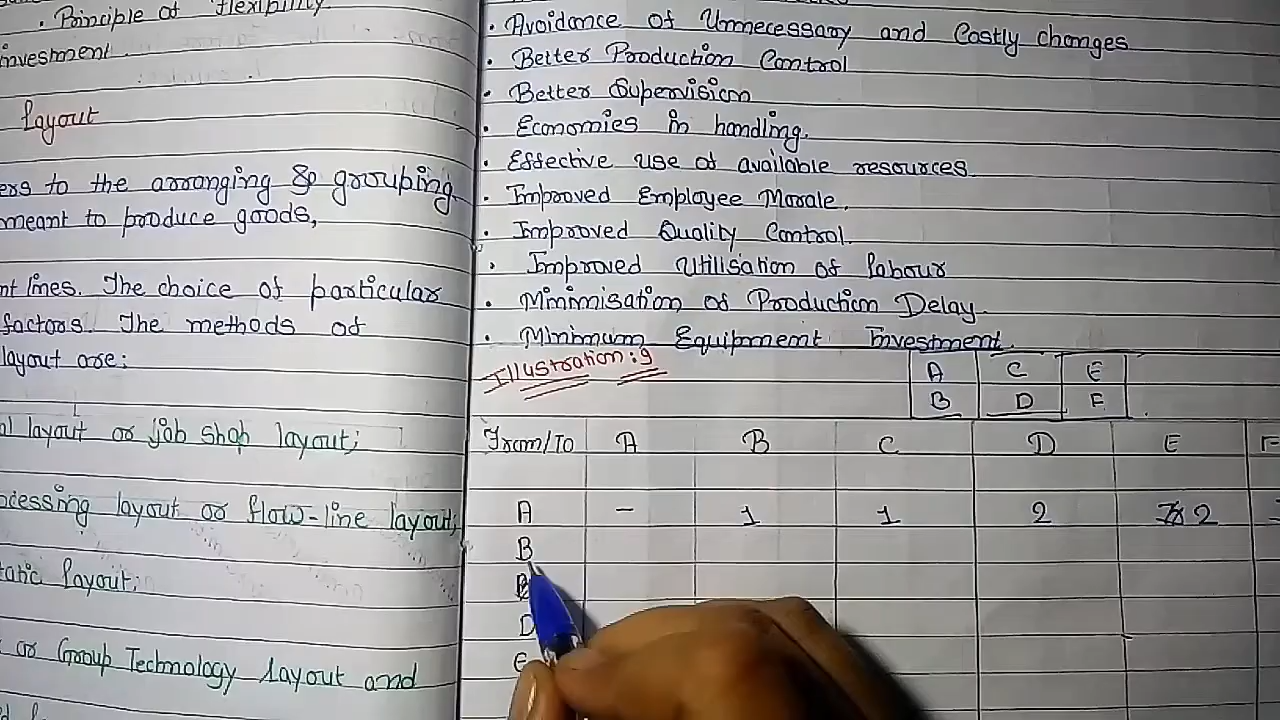 . Principle of flexibility
investment.
Layout
ers to the arranging & grouping
meant to produce goods,
nt lines. The choice of particular
factors. The methods of
layout are:
al layout or job shop layout;
ocessing layout or flow-line layout;
tatic layout;
or Group Technology layout and
. Avoidance of Unnecessary and Costly changes
. Better Production Control
. Better Supervision
. Economies in handling.
. Effective use of available resources
. Improved Employee Morale.
. Improved Quality Control.
. Improved Utilisation of Labour
. Minimisation of Production Delay
. Minimum Equipment Investment.
Illustration: 9
A C E
B D F
From/To A B C D E F
A - 1 1 2 2
B
D
E